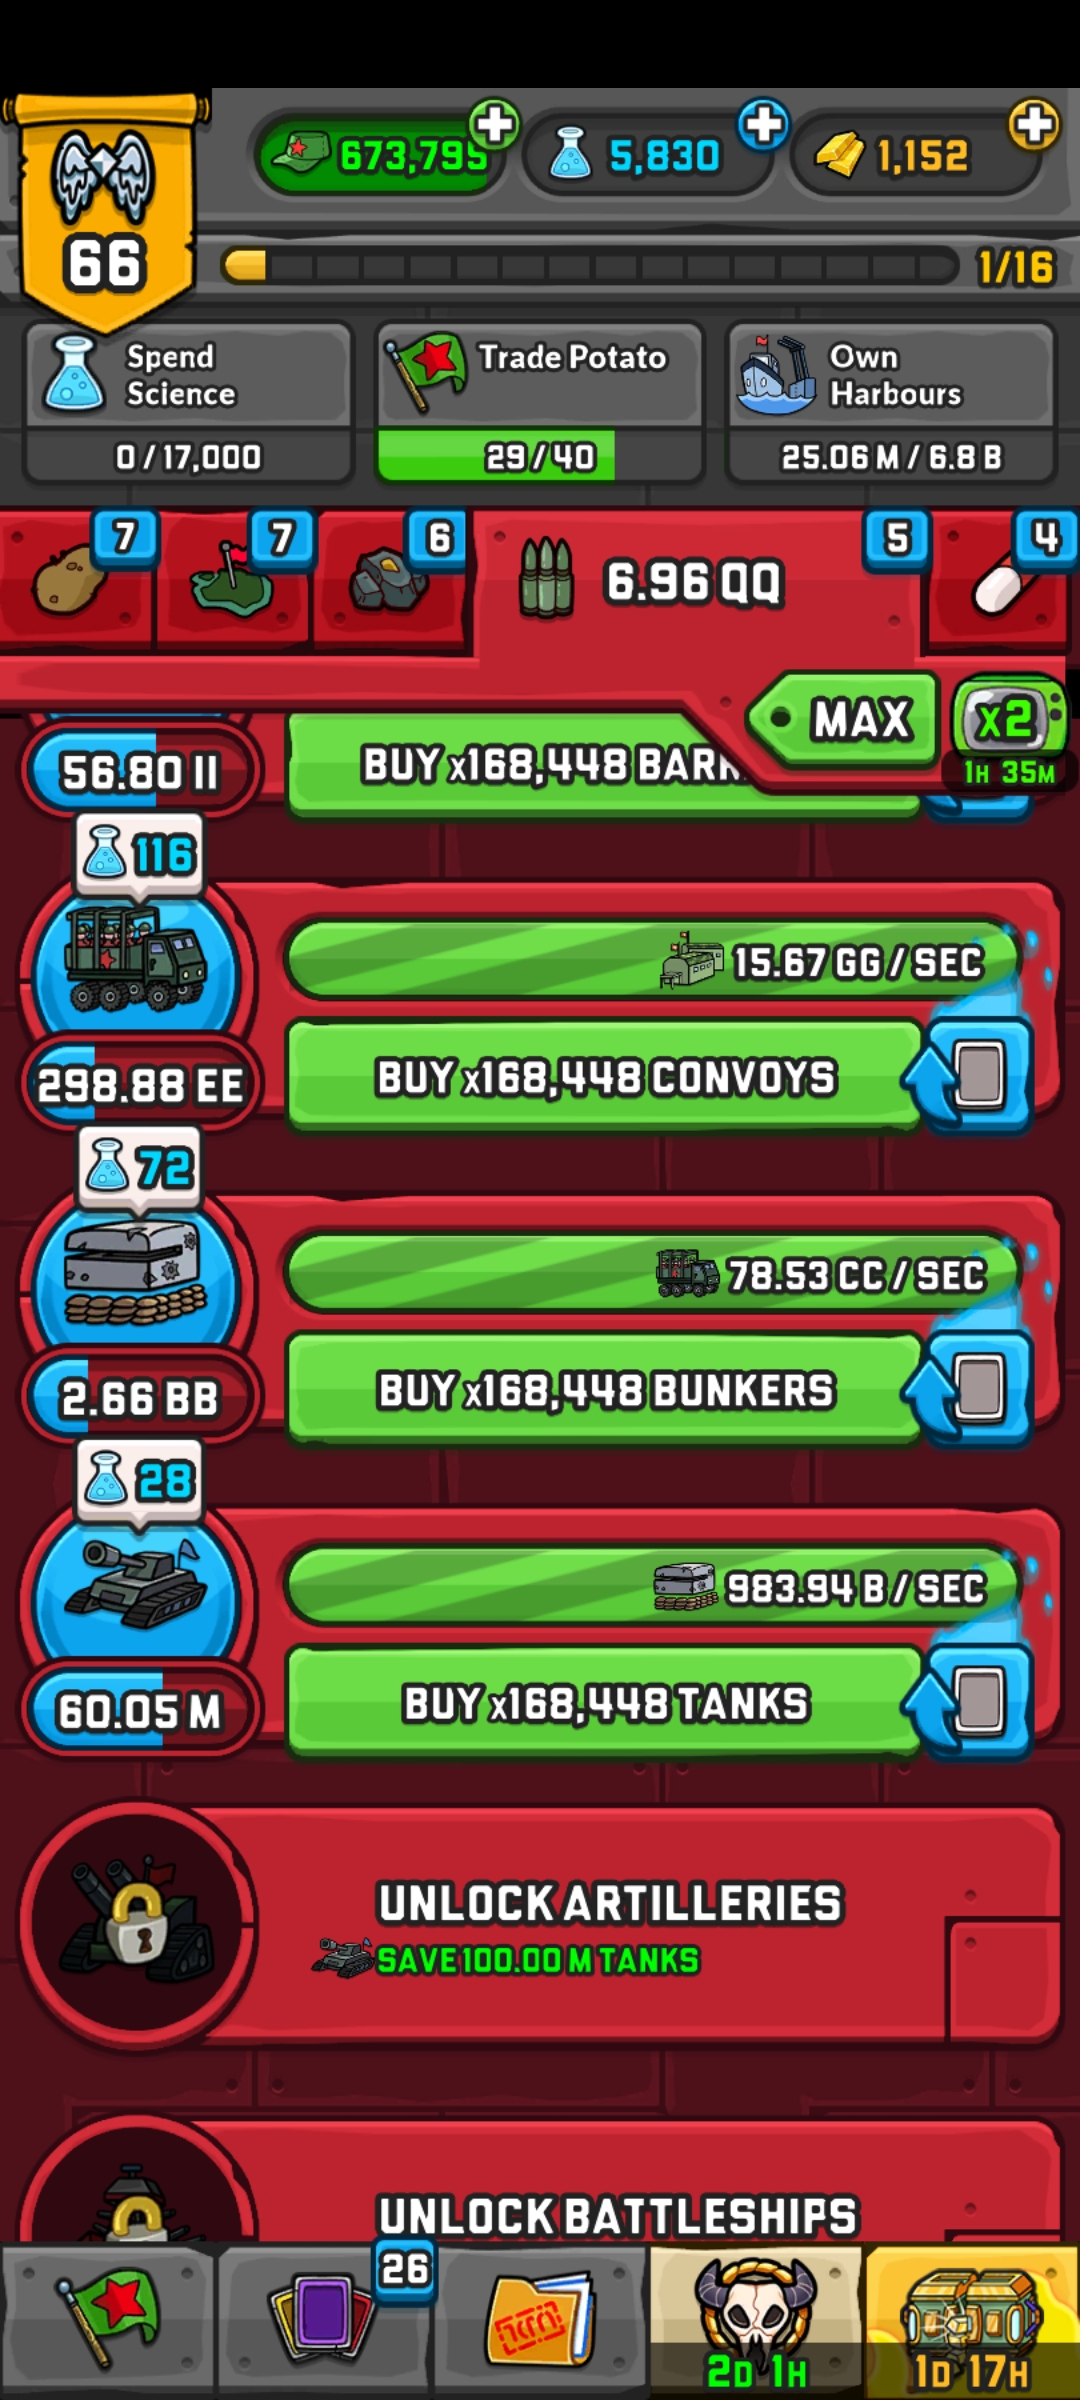 673,795
5,830
1,152
66
1/16
Spend
Science
0/17,000
Trade Potato
29/40
Own
Harbours
25.06 M / 6.8 B
7
7
6
6.96 QQ
5
4
MAX
x2
1H 35M
56.80 II
BUY x168,448 BARR
116
15.67 GG / SEC
298.88 EE
BUY x168,448 CONVOYS
72
78.53 CC / SEC
2.66 BB
BUY x168,448 BUNKERS
28
983.94 B / SEC
60.05 M
BUY x168,448 TANKS
UNLOCK ARTILLERIES
SAVE 100.00 M TANKS
UNLOCK BATTLESHIPS
26
2D 1H
1D 17H